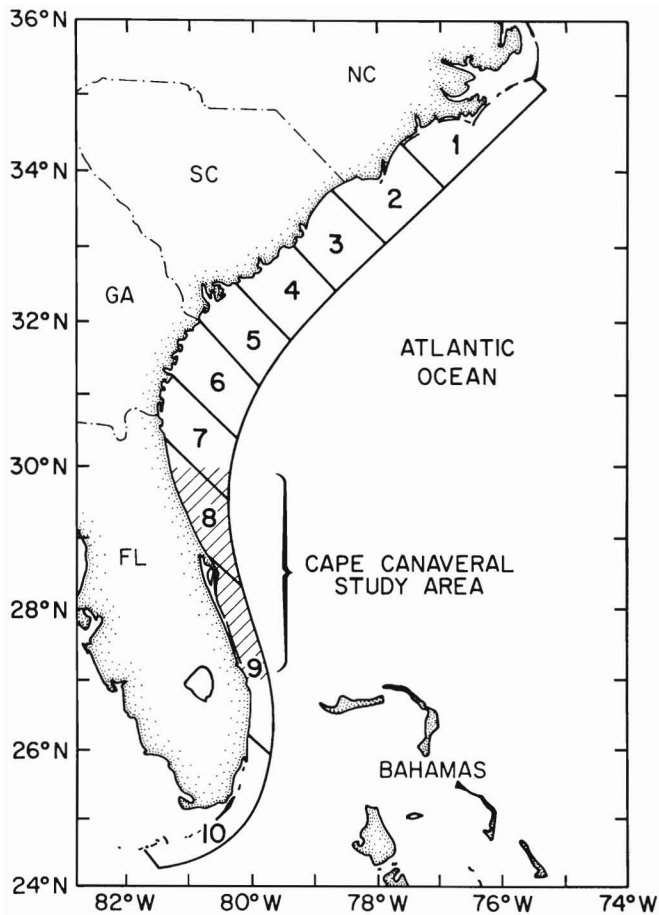 36°N
NC
1
34°N
SC
2
3
GA
4
32°N
5
ATLANTIC
OCEAN
6
7
30°N
8
FL
CAPE CANAVERAL
STUDY AREA
28°N
9
26°N
BAHAMAS
10
24°N
82°W 80°W 78°W 76°W 74°W